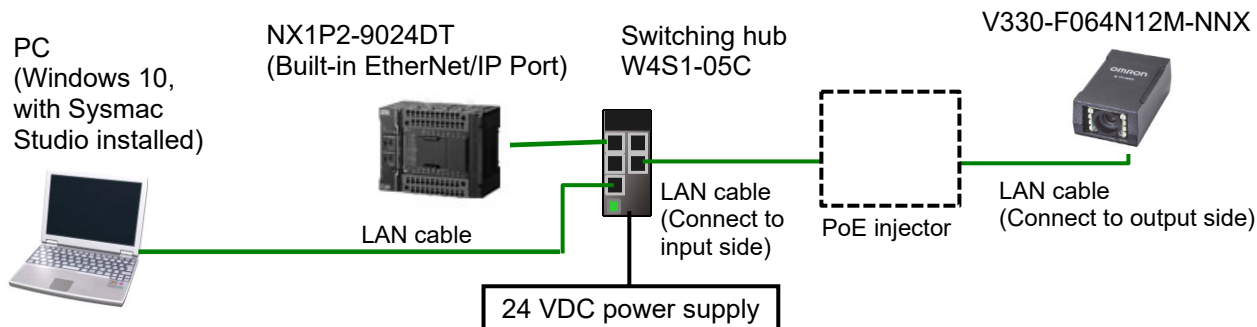 PC
(Windows 10,
with Sysmac
Studio installed)
NX1P2-9024DT
(Built-in EtherNet/IP Port)
Switching hub
W4S1-05C
V330-F064N12M-NNX
OMRON
LAN cable
LAN cable
(Connect to
input side)
PoE injector
LAN cable
(Connect to output side)
24 VDC power supply